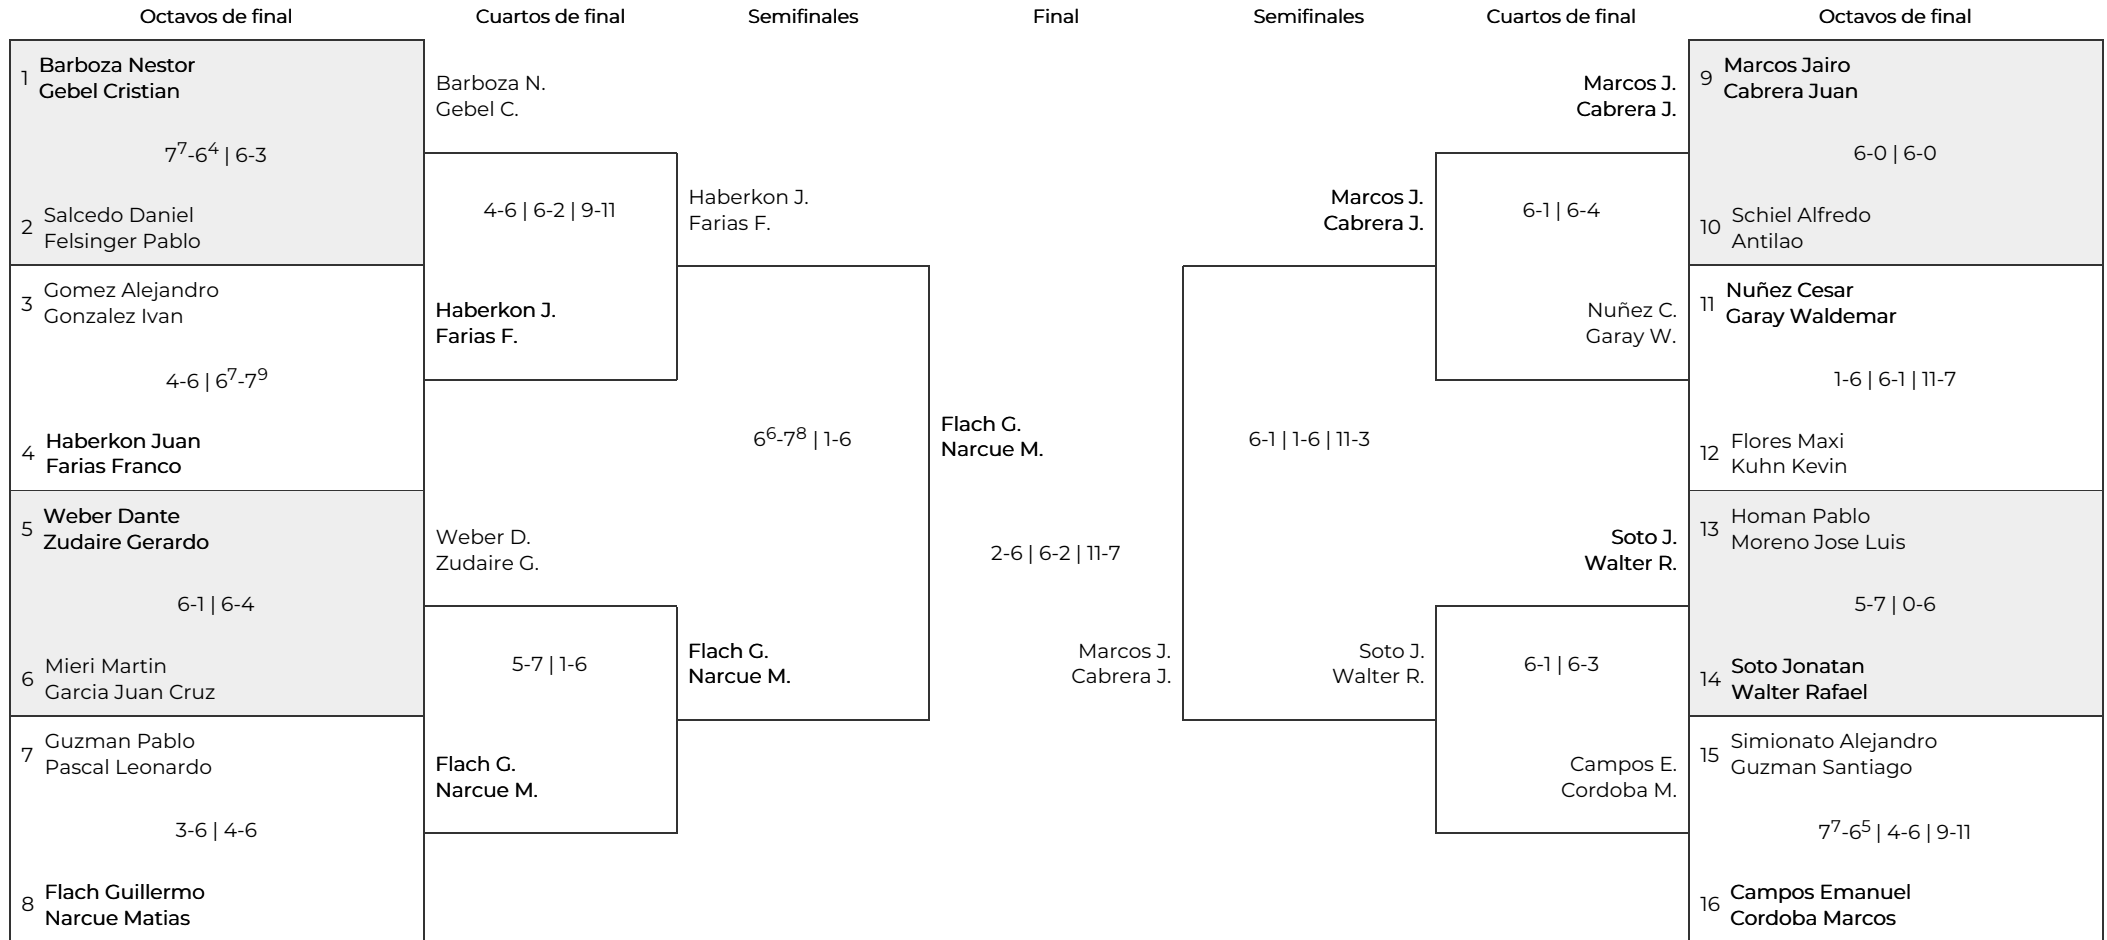 Octavos de final
Cuartos de final
Semifinales
Final
Semifinales
Cuartos de final
Octavos de final
1
Barboza Nestor
Gebel Cristian
7⁷-6⁴ | 6-3
2
Salcedo Daniel
Felsinger Pablo
3
Gomez Alejandro
Gonzalez Ivan
4-6 | 6⁷-7⁹
4
Haberkon Juan
Farias Franco
5
Weber Dante
Zudaire Gerardo
6-1 | 6-4
6
Mieri Martin
Garcia Juan Cruz
7
Guzman Pablo
Pascal Leonardo
3-6 | 4-6
8
Flach Guillermo
Narcue Matias
Barboza N.
Gebel C.
4-6 | 6-2 | 9-11
Haberkon J.
Farias F.
Weber D.
Zudaire G.
5-7 | 1-6
Flach G.
Narcue M.
Haberkon J.
Farias F.
6⁶-7⁸ | 1-6
Flach G.
Narcue M.
Flach G.
Narcue M.
2-6 | 6-2 | 11-7
Marcos J.
Cabrera J.
Marcos J.
Cabrera J.
6-1 | 1-6 | 11-3
Soto J.
Walter R.
Marcos J.
Cabrera J.
6-1 | 6-4
Nuñez C.
Garay W.
Soto J.
Walter R.
6-1 | 6-3
Campos E.
Cordoba M.
9
Marcos Jairo
Cabrera Juan
6-0 | 6-0
10
Schiel Alfredo
Antilao
11
Nuñez Cesar
Garay Waldemar
1-6 | 6-1 | 11-7
12
Flores Maxi
Kuhn Kevin
13
Homan Pablo
Moreno Jose Luis
5-7 | 0-6
14
Soto Jonatan
Walter Rafael
15
Simionato Alejandro
Guzman Santiago
7⁷-6⁵ | 4-6 | 9-11
16
Campos Emanuel
Cordoba Marcos